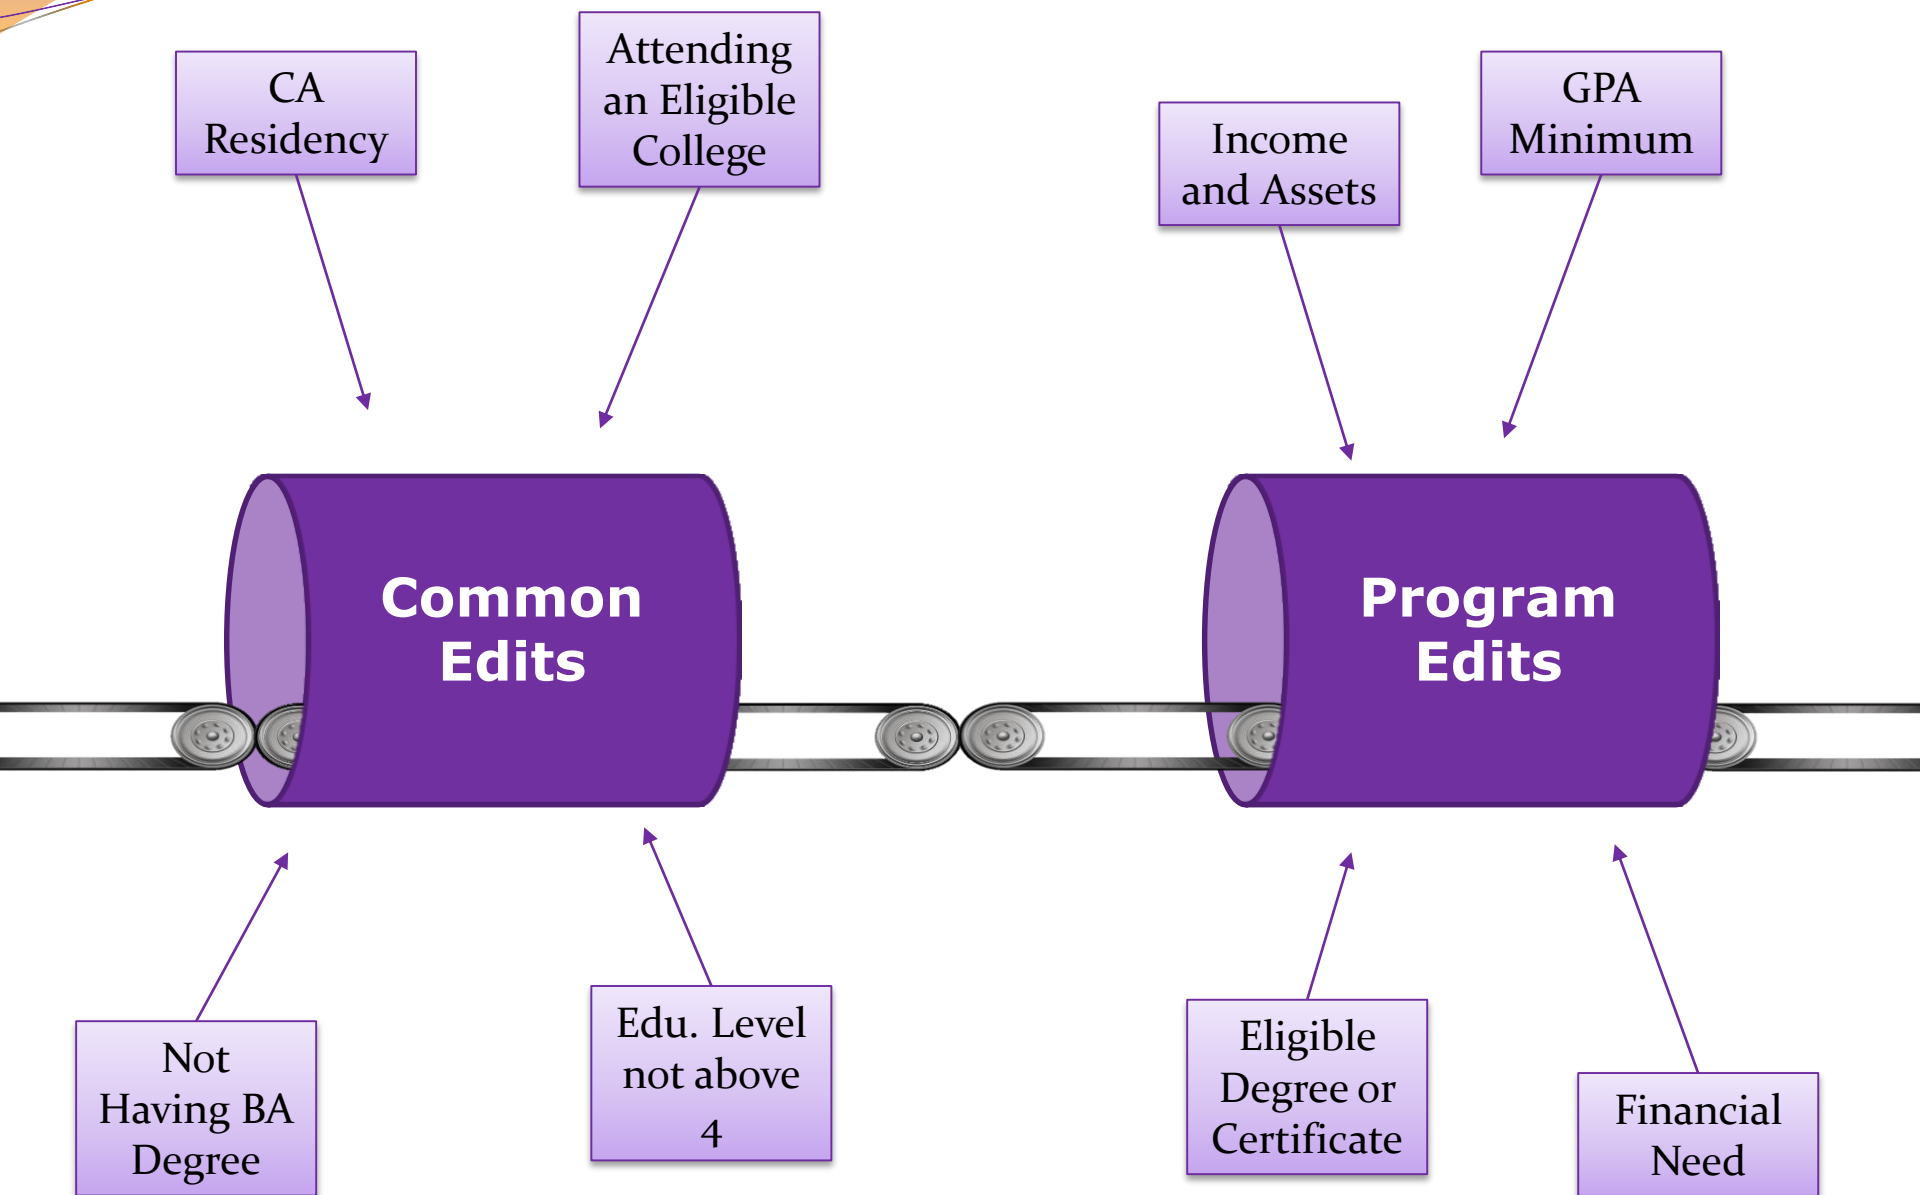 CA
Residency
Attending
an Eligible
College
Income
and Assets
GPA
Minimum
Common
Edits
Program
Edits
Not
Having BA
Degree
Edu. Level
not above
4
Eligible
Degree or
Certificate
Financial
Need